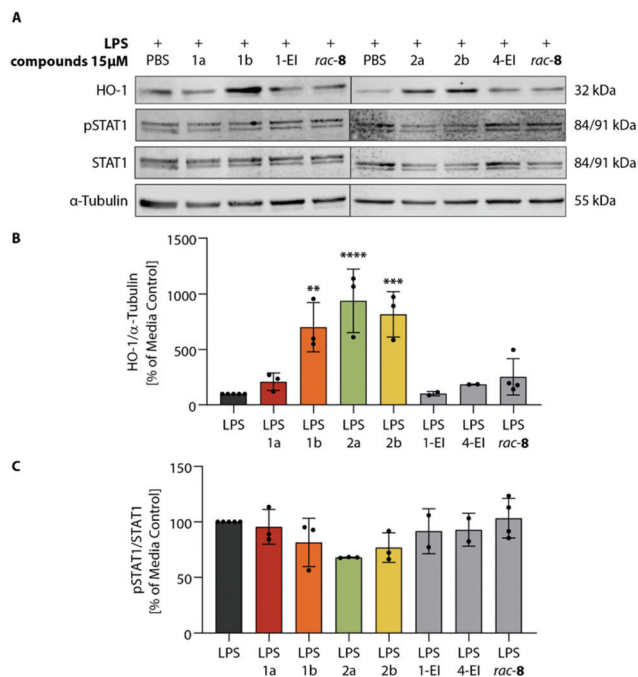 A
LPS + + + + + + + + + +
compounds 15μM PBS 1a 1b 1-EI rac-8 PBS 2a 2b 4-EI rac-8
HO-1 32 kDa
pSTAT1 84/91 kDa
STAT1 84/91 kDa
α-Tubulin 55 kDa
B
HO-1/α-Tubulin
[% of Media Control]
1500
1000
500
0
** **** ***
LPS LPS LPS LPS LPS LPS LPS LPS
1a 1b 2a 2b 1-EI 4-EI rac-8
C
pSTAT1/STAT1
[% of Media Control]
150
100
50
0
LPS LPS LPS LPS LPS LPS LPS LPS
1a 1b 2a 2b 1-EI 4-EI rac-8